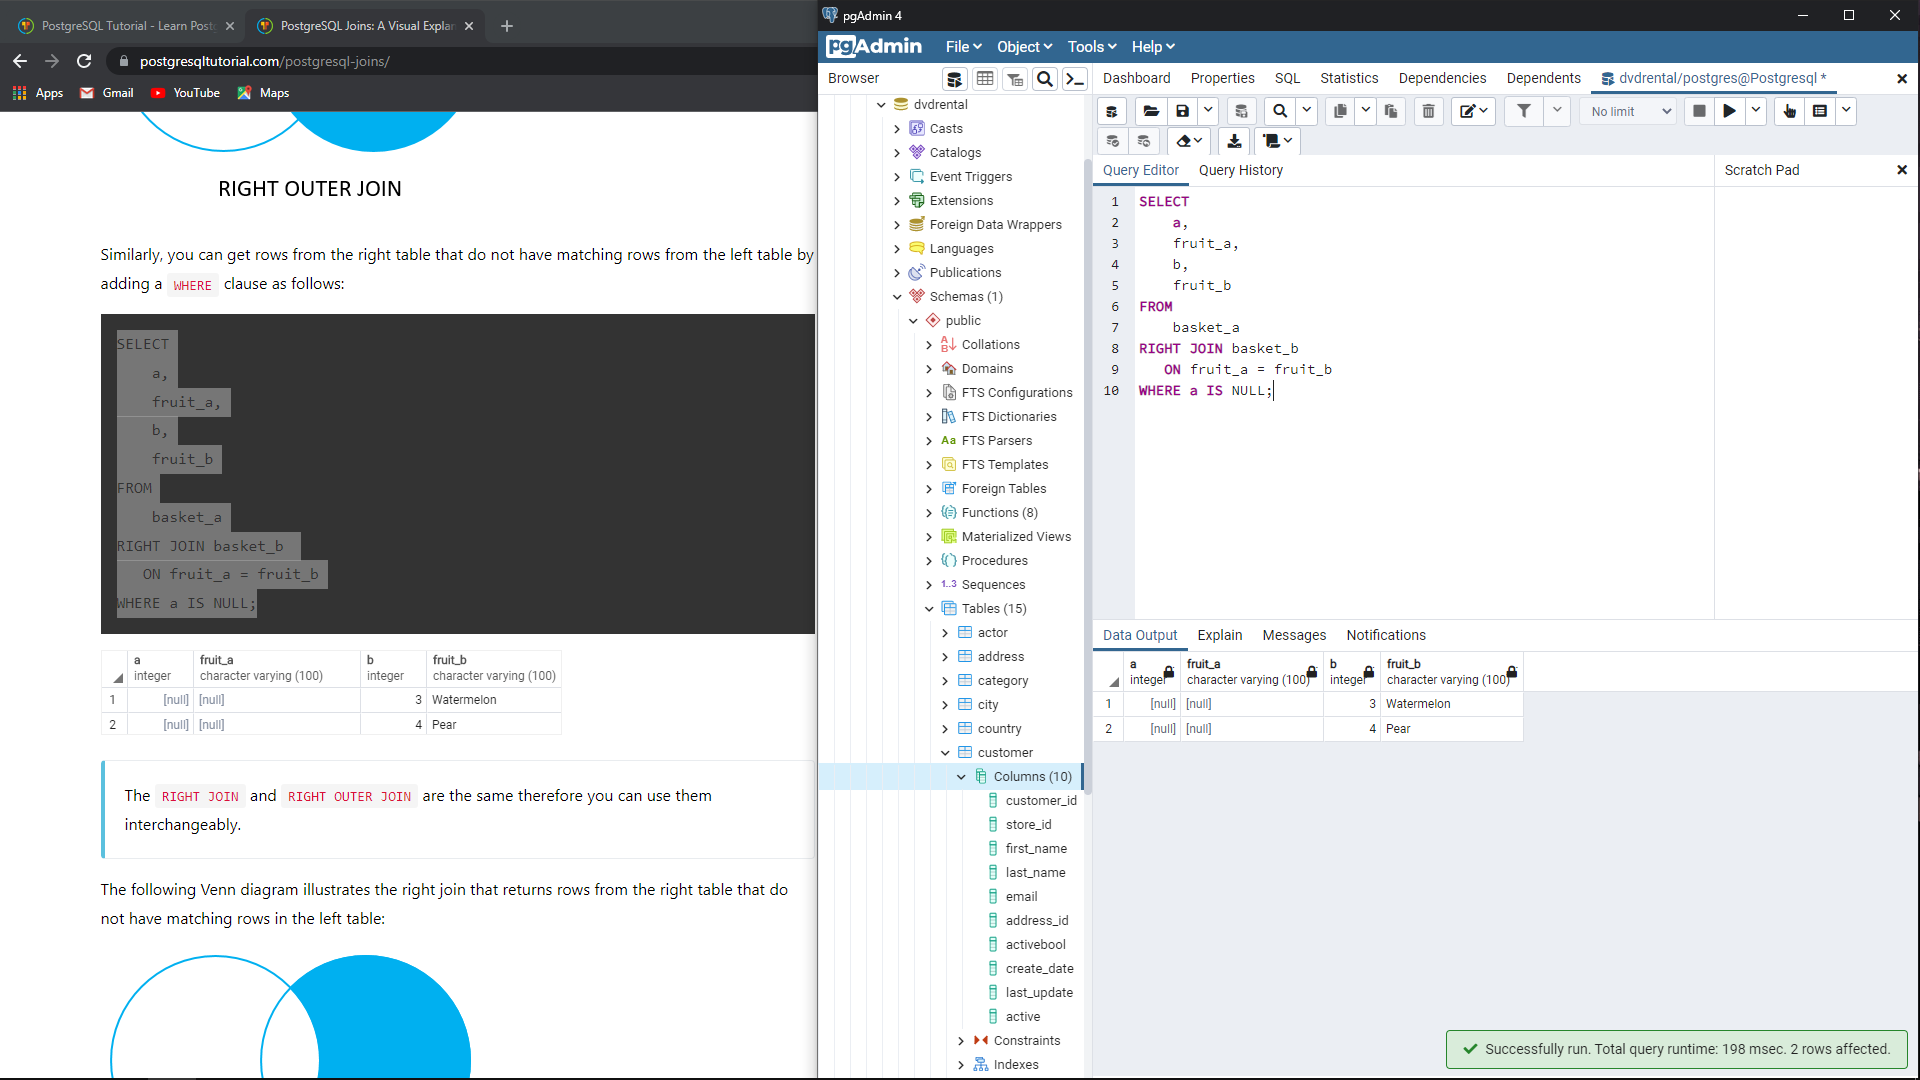 PostgreSQL Tutorial - Learn Post
PostgreSQL Joins: A Visual Explan
postgresqltutorial.com/postgresql-joins/
Apps
Gmail
YouTube
Maps
RIGHT OUTER JOIN
Similarly, you can get rows from the right table that do not have matching rows from the left table by
adding a WHERE clause as follows:
SELECT
a,
fruit_a,
b,
fruit_b
FROM
basket_a
RIGHT JOIN basket_b
ON fruit_a = fruit_b
WHERE a IS NULL;
a fruit_a b fruit_b
integer character varying (100) integer character varying (100)
1 [null] [null] 3 Watermelon
2 [null] [null] 4 Pear
The RIGHT JOIN and RIGHT OUTER JOIN are the same therefore you can use them
interchangeably.
The following Venn diagram illustrates the right join that returns rows from the right table that do
not have matching rows in the left table:
pgAdmin 4
pgAdmin File Object Tools Help
Browser
Dashboard Properties SQL Statistics Dependencies Dependents dvdrental/postgres@Postgresql *
dvdrental
Casts
Catalogs
Event Triggers
Extensions
Foreign Data Wrappers
Languages
Publications
Schemas (1)
public
A
B
Collations
Domains
FTS Configurations
FTS Dictionaries
Aa FTS Parsers
FTS Templates
Foreign Tables
Functions (8)
Materialized Views
Procedures
1..3 Sequences
Tables (15)
actor
address
category
city
country
customer
Columns (10)
customer_id
store_id
first_name
last_name
email
address_id
activebool
create_date
last_update
active
Constraints
Indexes
No limit
Query Editor Query History
Scratch Pad
1 SELECT
2 a,
3 fruit_a,
4 b,
5 fruit_b
6 FROM
7 basket_a
8 RIGHT JOIN basket_b
9 ON fruit_a = fruit_b
10 WHERE a IS NULL;
Data Output Explain Messages Notifications
a fruit_a b fruit_b
integer character varying (100) integer character varying (100)
1 [null] [null] 3 Watermelon
2 [null] [null] 4 Pear
Successfully run. Total query runtime: 198 msec. 2 rows affected.